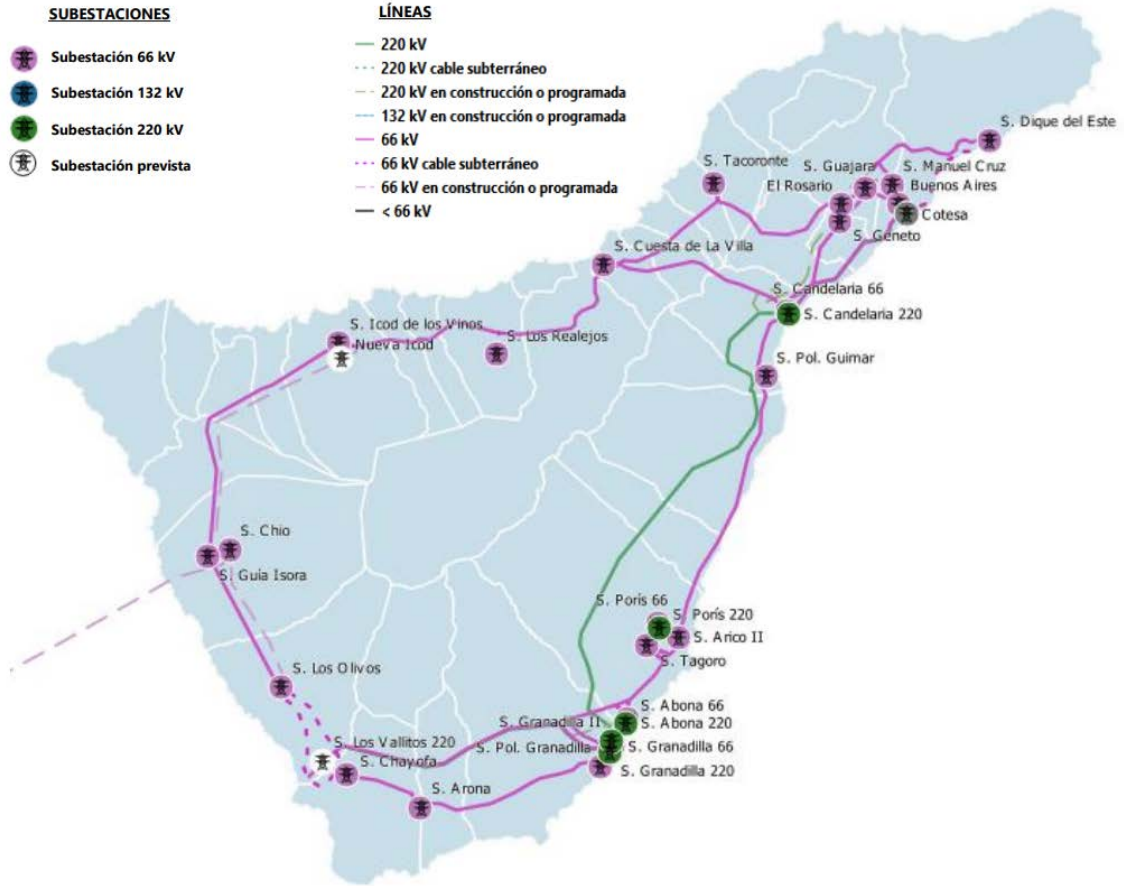 SUBESTACIONES
Subestación 66 kV
Subestación 132 kV
Subestación 220 kV
Subestación prevista
LÍNEAS
220 kV
220 kV cable subterráneo
220 kV en construcción o programada
132 kV en construcción o programada
66 kV
66 kV cable subterráneo
66 kV en construcción o programada
< 66 kV
S. Dique del Este
S. Tacoronte
S. Guajara
S. Manuel Cruz
El Rosario
Buenos Aires
Cotesa
S. Geneto
S. Cuesta de La Villa
S. Candelaria 66
S. Candelaria 220
S. Icod de los Vinos
Nueva Icod
S. Los Realejos
S. Pol. Guimar
S. Chio
S. Guía Isora
S. Porís 66
S. Porís 220
S. Arico II
S. Tagoro
S. Los Olivos
S. Abona 66
S. Granadilla II
S. Abona 220
S. Los Vallitos 220
S. Pol. Granadilla
S. Granadilla 66
S. Chayofa
S. Granadilla 220
S. Arona